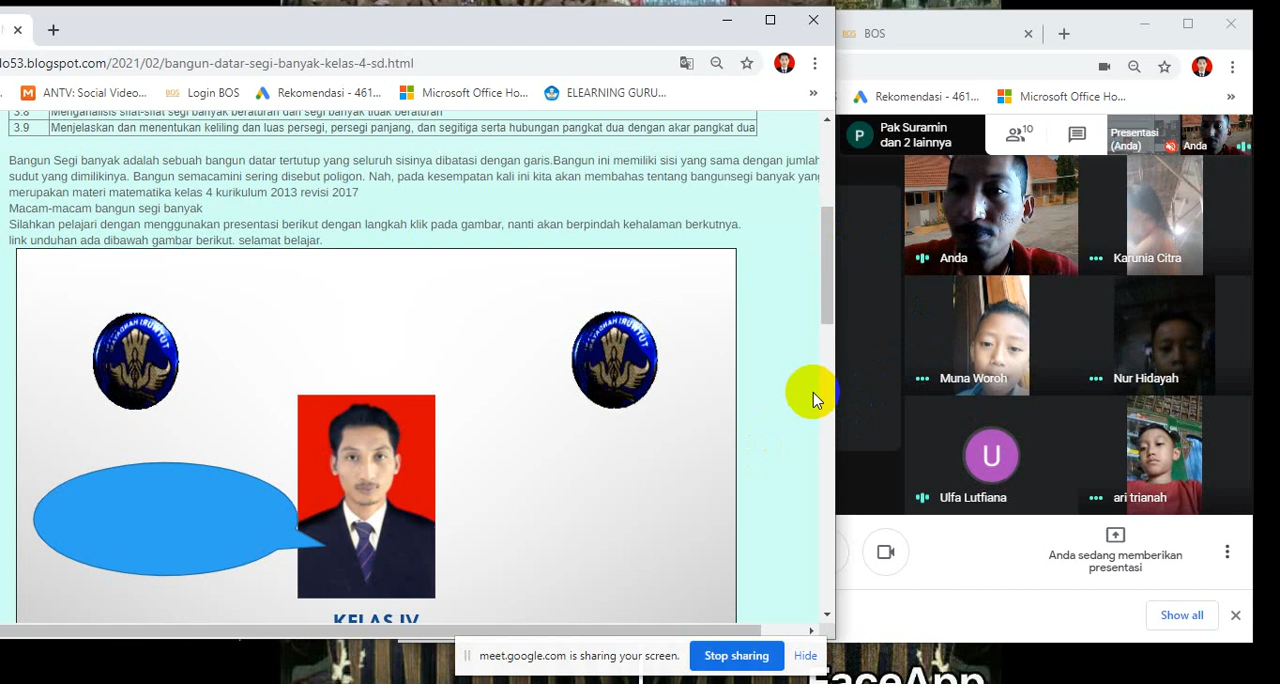 BOS
lo53.blogspot.com/2021/02/bangun-datar-segi-banyak-kelas-4-sd.html
ANTV: Social Video...
Login BOS
Rekomendasi - 461...
Microsoft Office Ho...
ELEARNING GURU...
»
Rekomendasi - 461...
Microsoft Office Ho...
»
3.8 Menganalisis sifat-sifat segi banyak beraturan dan segi banyak tidak beraturan
3.9 Menjelaskan dan menentukan keliling dan luas persegi, persegi panjang, dan segitiga serta hubungan pangkat dua dengan akar pangkat dua
Bangun Segi banyak adalah sebuah bangun datar tertutup yang seluruh sisinya dibatasi dengan garis.Bangun ini memiliki sisi yang sama dengan jumlah
sudut yang dimilikinya. Bangun semacamini sering disebut poligon. Nah, pada kesempatan kali ini kita akan membahas tentang bangunsegi banyak yang
merupakan materi matematika kelas 4 kurikulum 2013 revisi 2017
Macam-macam bangun segi banyak
Silahkan pelajari dengan menggunakan presentasi berikut dengan langkah klik pada gambar, nanti akan berpindah kehalaman berkutnya.
link unduhan ada dibawah gambar berikut. selamat belajar.
TUT WURI HANDAYANI
TUT WURI HANDAYANI
KELAS IV
P
Pak Suramin
dan 2 lainnya
10
Presentasi
(Anda)
Anda
Anda
Karunia Citra
Muna Woroh
Nur Hidayah
U
Ulfa Lutfiana
ari trianah
Anda sedang memberikan
presentasi
Show all
meet.google.com is sharing your screen.
Stop sharing
Hide
FaceApp